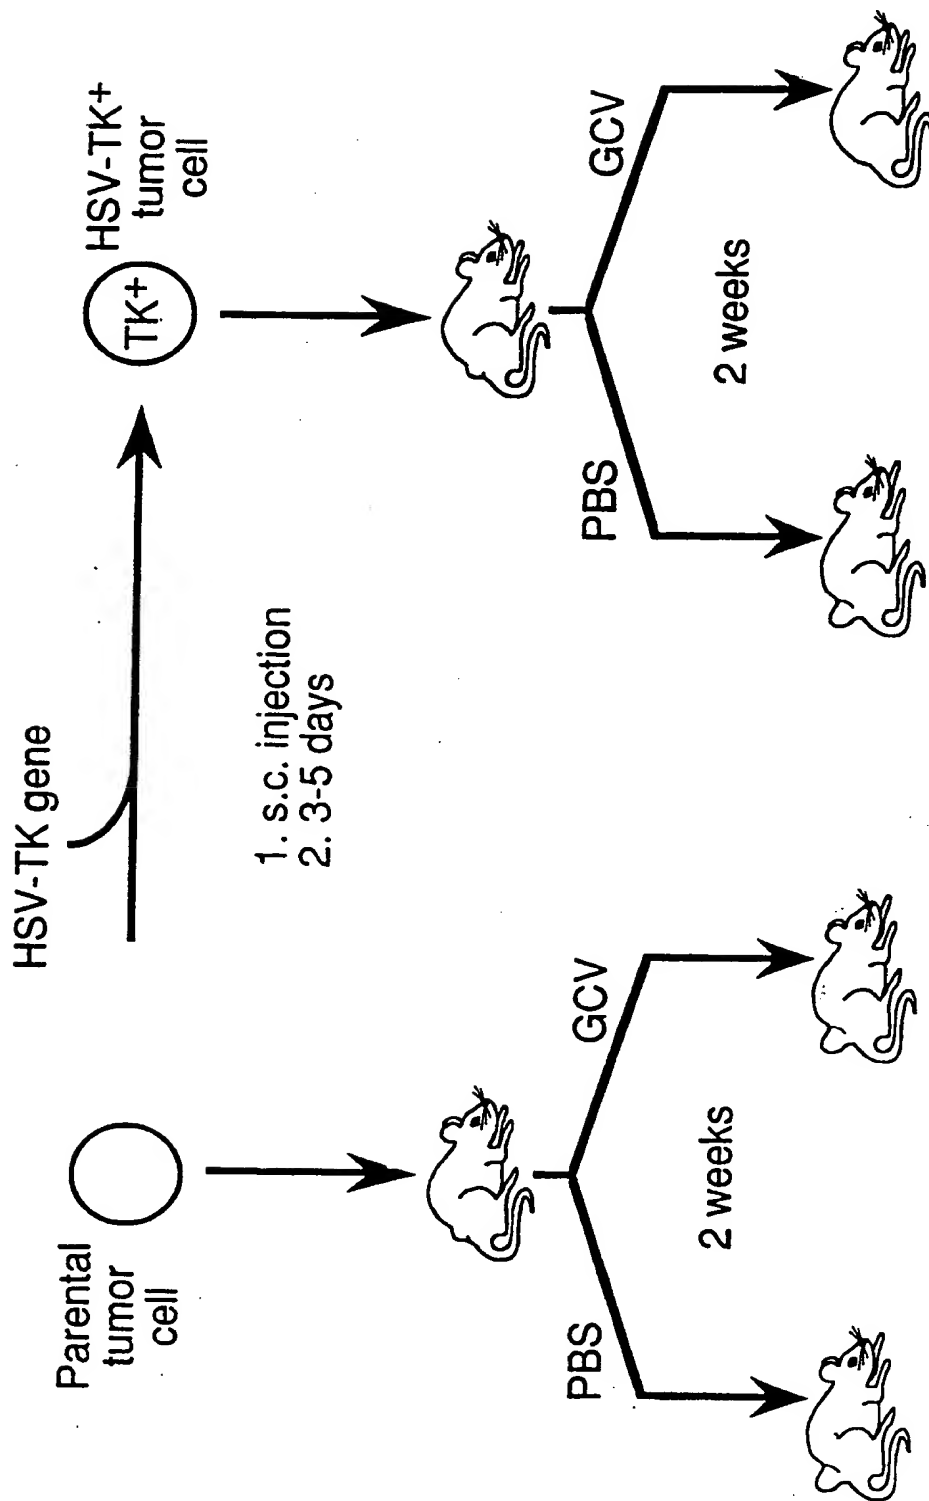 HSV-TK gene
Parental
tumor
cell
TK+
HSV-TK+
tumor
cell
1. s.c. injection
2. 3-5 days
PBS
GCV
2 weeks
PBS
GCV
2 weeks